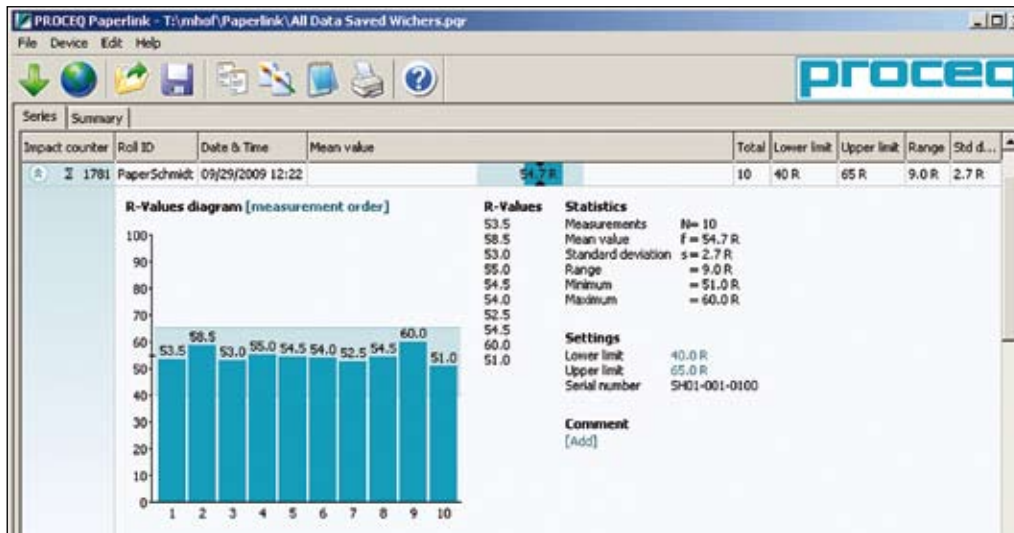 PROCEQ Paperlink - T:\mhof\Paperlink\All Data Saved Wichers.pqr
File Device Edit Help
proceq
Series Summary
Impact counter Roll ID Date & Time Mean value Total Lower limit Upper limit Range Std d...
Σ 1781 PaperSchmidt 09/29/2009 12:22 54.7 R 10 40 R 65 R 9.0 R 2.7 R
R-Values diagram [measurement order]
100
90
80
70
60
50
40
30
20
10
0
53.5 58.5 53.0 55.0 54.5 54.0 52.5 54.5 60.0 51.0
1 2 3 4 5 6 7 8 9 10
R-Values
53.5
58.5
53.0
55.0
54.5
54.0
52.5
54.5
60.0
51.0
Statistics
Measurements N= 10
Mean value x̄ = 54.7 R
Standard deviation s= 2.7 R
Range = 9.0 R
Minimum = 51.0 R
Maximum = 60.0 R
Settings
Lower limit 40.0 R
Upper limit 65.0 R
Serial number SH01-001-0100
Comment
[Add]